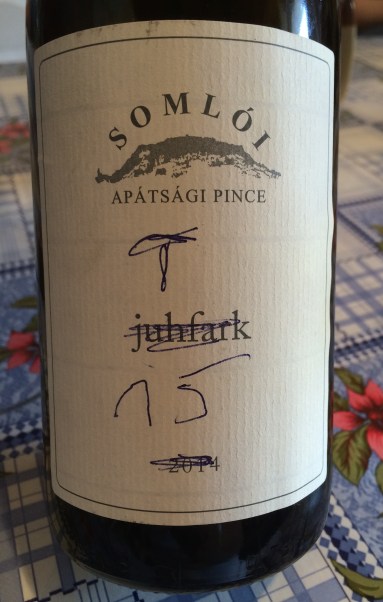 SOMLÓI
APÁTSÁGI PINCE
T
juhfark
15
2014